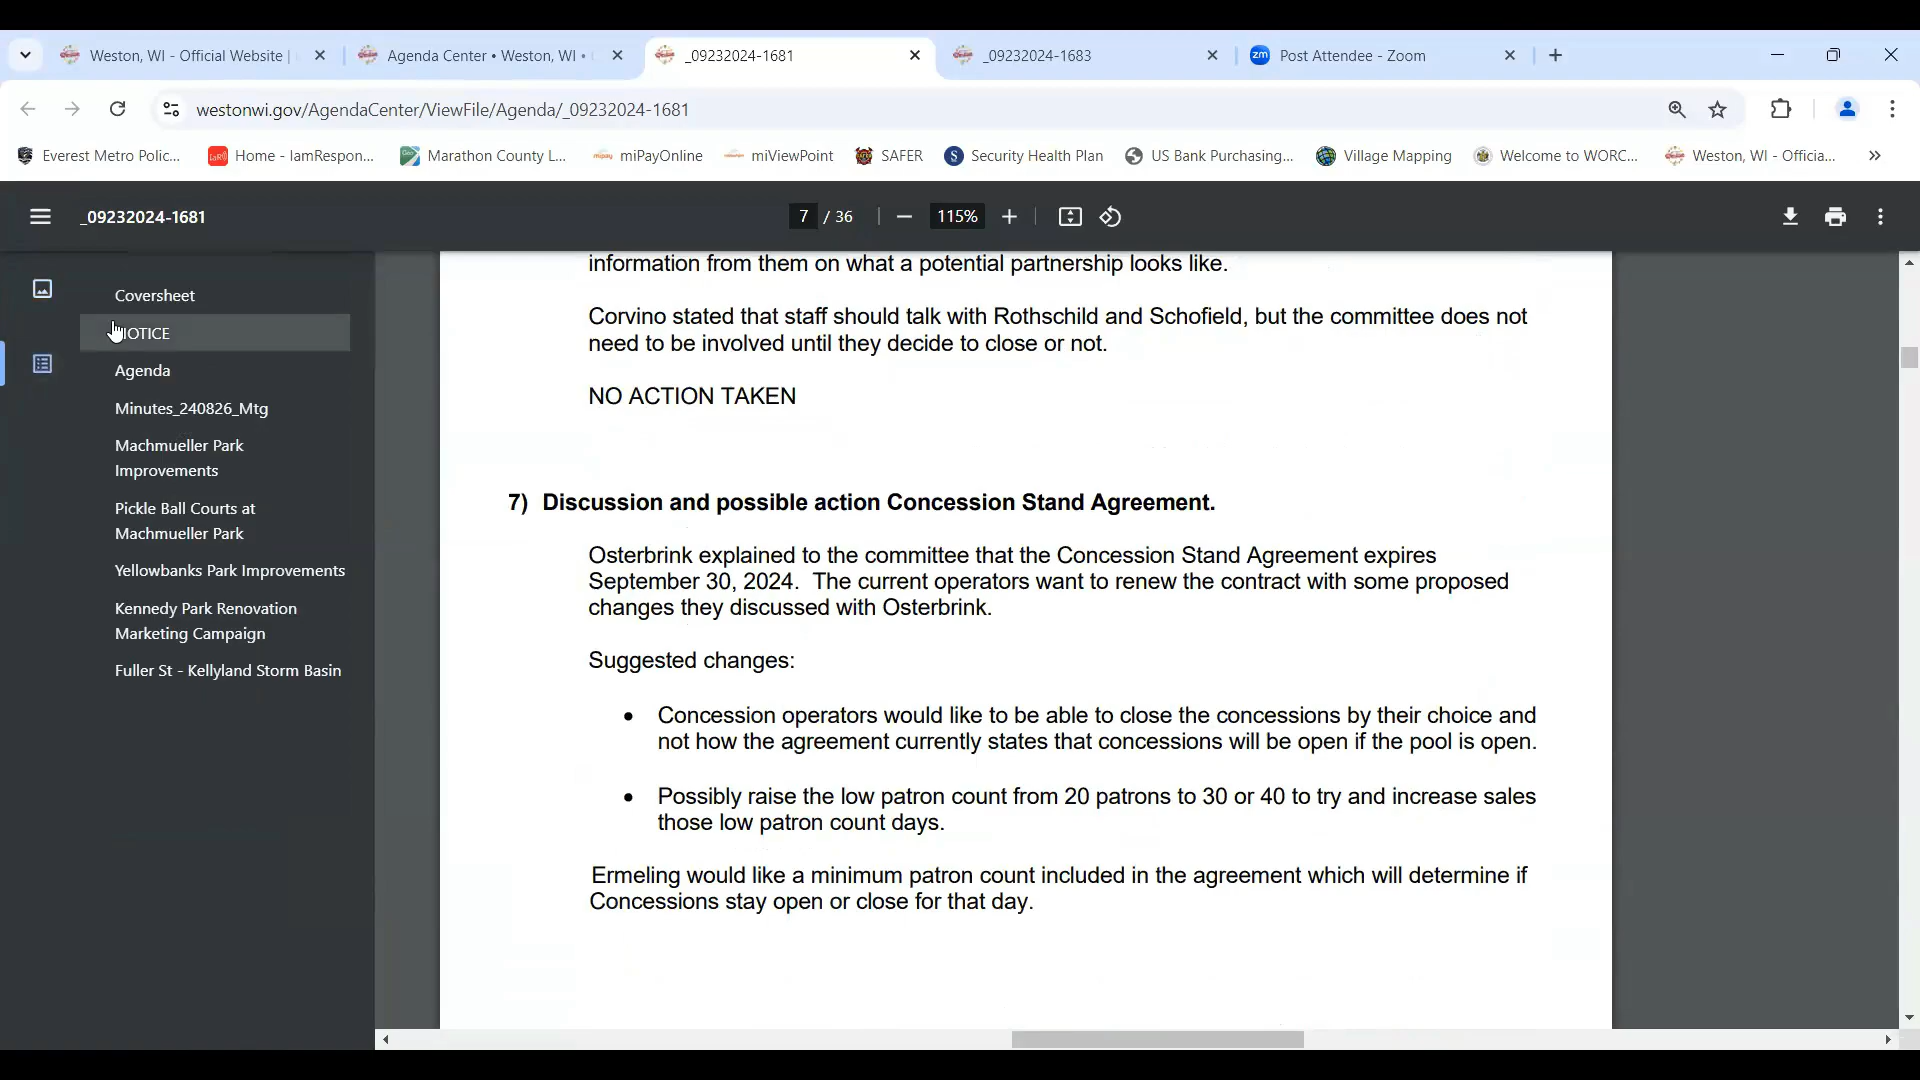 Weston, WI - Official Website |
Agenda Center • Weston, WI •
_09232024-1681
_09232024-1683
zm Post Attendee - Zoom
westonwi.gov/AgendaCenter/ViewFile/Agenda/_09232024-1681
Everest Metro Polic...
Home - IamRespon...
Marathon County L...
miPayOnline
miViewPoint
SAFER
Security Health Plan
US Bank Purchasing...
Village Mapping
Welcome to WORC...
Weston, WI - Officia...
_09232024-1681
7 / 36
115%
Coversheet
OTICE
Agenda
Minutes_240826_Mtg
Machmueller Park
Improvements
Pickle Ball Courts at
Machmueller Park
Yellowbanks Park Improvements
Kennedy Park Renovation
Marketing Campaign
Fuller St - Kellyland Storm Basin
information from them on what a potential partnership looks like.
Corvino stated that staff should talk with Rothschild and Schofield, but the committee does not
need to be involved until they decide to close or not.
NO ACTION TAKEN
7) Discussion and possible action Concession Stand Agreement.
Osterbrink explained to the committee that the Concession Stand Agreement expires
September 30, 2024. The current operators want to renew the contract with some proposed
changes they discussed with Osterbrink.
Suggested changes:
• Concession operators would like to be able to close the concessions by their choice and
not how the agreement currently states that concessions will be open if the pool is open.
• Possibly raise the low patron count from 20 patrons to 30 or 40 to try and increase sales
those low patron count days.
Ermeling would like a minimum patron count included in the agreement which will determine if
Concessions stay open or close for that day.